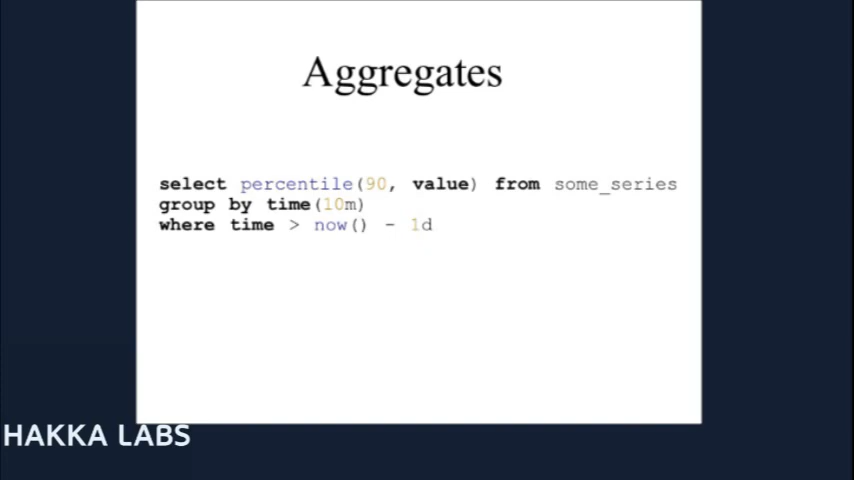 Aggregates
select percentile(90, value) from some_series
group by time(10m)
where time > now() - 1d
HAKKA LABS